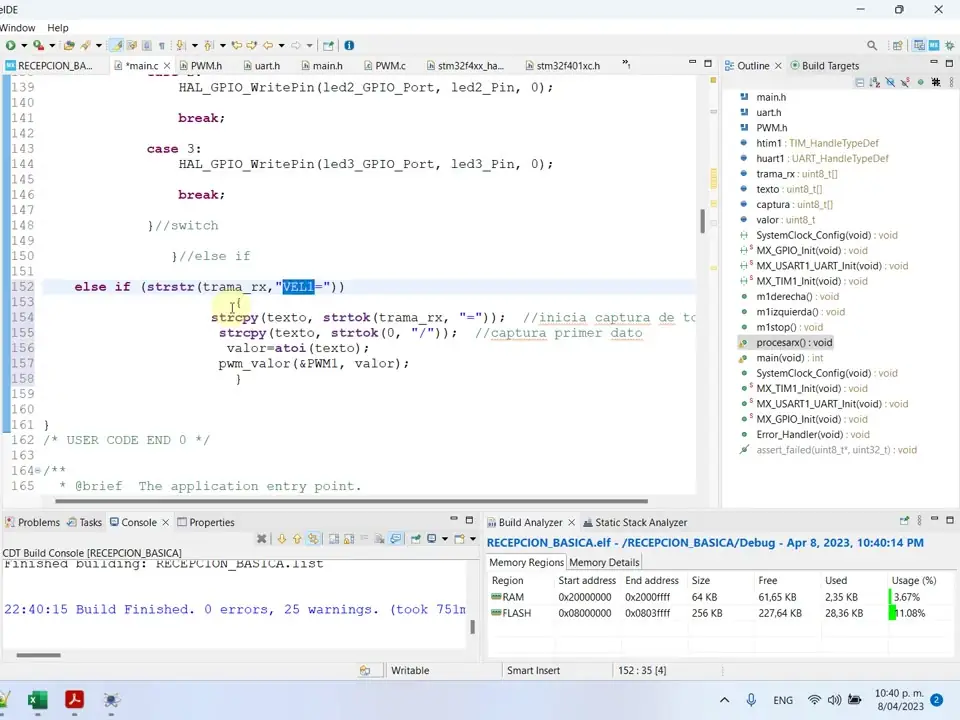 eIDE
Window Help
RECEPCION_BA...
*main.c
PWM.h
uart.h
main.h
PWM.c
stm32f4xx_ha...
stm32f401xc.h
Outline
Build Targets
139 HAL_GPIO_WritePin(led2_GPIO_Port, led2_Pin, 0);
140
141 break;
142
143 case 3:
144 HAL_GPIO_WritePin(led3_GPIO_Port, led3_Pin, 0);
145
146 break;
147
148 }//switch
149
150 }//else if
151
152 else if (strstr(trama_rx,"VEL1="))
153 {
154 strcpy(texto, strtok(trama_rx, "=")); //inicia captura de to
155 strcpy(texto, strtok(0, "/")); //captura primer dato
156 valor=atoi(texto);
157 pwm_valor(&PWM1, valor);
158 }
159
160
161 }
162 /* USER CODE END 0 */
163
164 /**
165 * @brief The application entry point.
main.h
uart.h
PWM.h
htim1 : TIM_HandleTypeDef
huart1 : UART_HandleTypeDef
trama_rx : uint8_t[]
texto : uint8_t[]
captura : uint8_t[]
valor : uint8_t
SystemClock_Config(void) : void
MX_GPIO_Init(void) : void
MX_USART1_UART_Init(void) : void
MX_TIM1_Init(void) : void
m1derecha() : void
m1izquierda() : void
m1stop() : void
procesarx() : void
main(void) : int
SystemClock_Config(void) : void
MX_TIM1_Init(void) : void
MX_USART1_UART_Init(void) : void
MX_GPIO_Init(void) : void
Error_Handler(void) : void
assert_failed(uint8_t*, uint32_t) : void
Problems Tasks Console Properties
CDT Build Console [RECEPCION_BASICA]
Finished building: RECEPCION_BASICA.list
22:40:15 Build Finished. 0 errors, 25 warnings. (took 751m
Build Analyzer Static Stack Analyzer
RECEPCION_BASICA.elf - /RECEPCION_BASICA/Debug - Apr 8, 2023, 10:40:14 PM
Memory Regions Memory Details
Region Start address End address Size Free Used Usage (%)
RAM 0x20000000 0x2000ffff 64 KB 61,65 KB 2,35 KB 3.67%
FLASH 0x08000000 0x0803ffff 256 KB 227,64 KB 28,36 KB 11.08%
Writable
Smart Insert
152 : 35 [4]
ENG
10:40 p. m.
8/04/2023
2